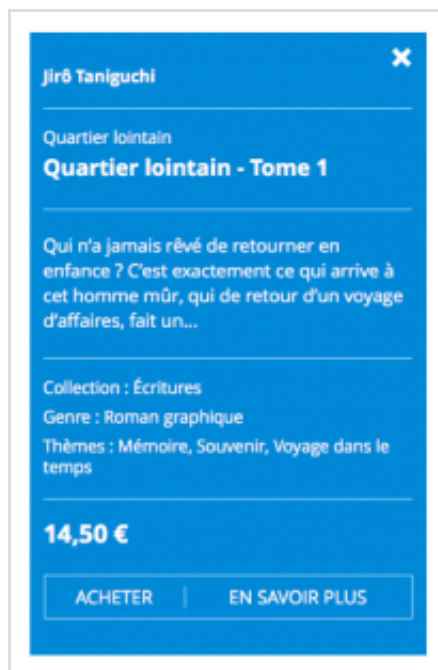 Jirô Taniguchi
Quartier lointain
Quartier lointain - Tome 1
Qui n'a jamais rêvé de retourner en
enfance ? C'est exactement ce qui arrive à
cet homme mûr, qui de retour d'un voyage
d'affaires, fait un...
Collection : Écritures
Genre : Roman graphique
Thèmes : Mémoire, Souvenir, Voyage dans le
temps
14,50 €
ACHETER | EN SAVOIR PLUS